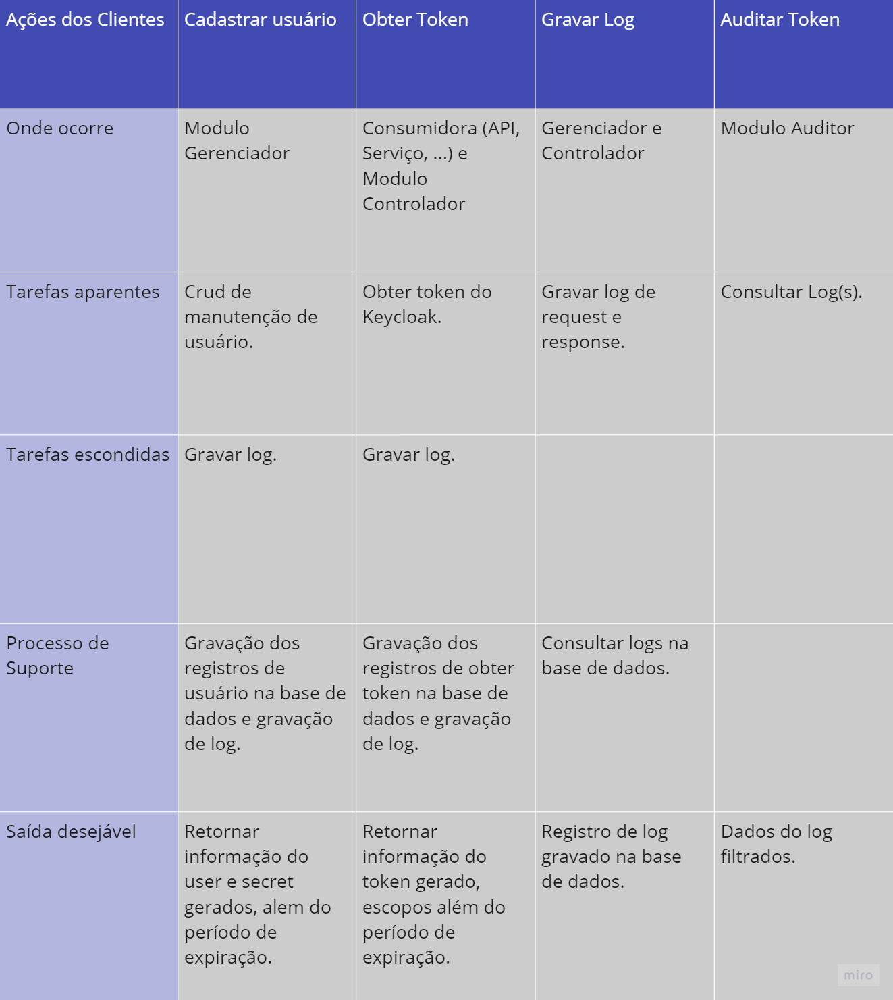 Ações dos Clientes
Cadastrar usuário
Obter Token
Gravar Log
Auditar Token
Onde ocorre
Modulo
Gerenciador
Consumidora (API,
Serviço, ...) e
Modulo
Controlador
Gerenciador e
Controlador
Modulo Auditor
Tarefas aparentes
Crud de
manutenção de
usuário.
Obter token do
Keycloak.
Gravar log de
request e
response.
Consultar Log(s).
Tarefas escondidas
Gravar log.
Gravar log.
Processo de
Suporte
Gravação dos
registros de
usuário na base de
dados e gravação
de log.
Gravação dos
registros de obter
token na base de
dados e gravação
de log.
Consultar logs na
base de dados.
Saída desejável
Retornar
informação do
user e secret
gerados, alem do
período de
expiração.
Retornar
informação do
token gerado,
escopos além do
período de
expiração.
Registro de log
gravado na base
de dados.
Dados do log
filtrados.
miro